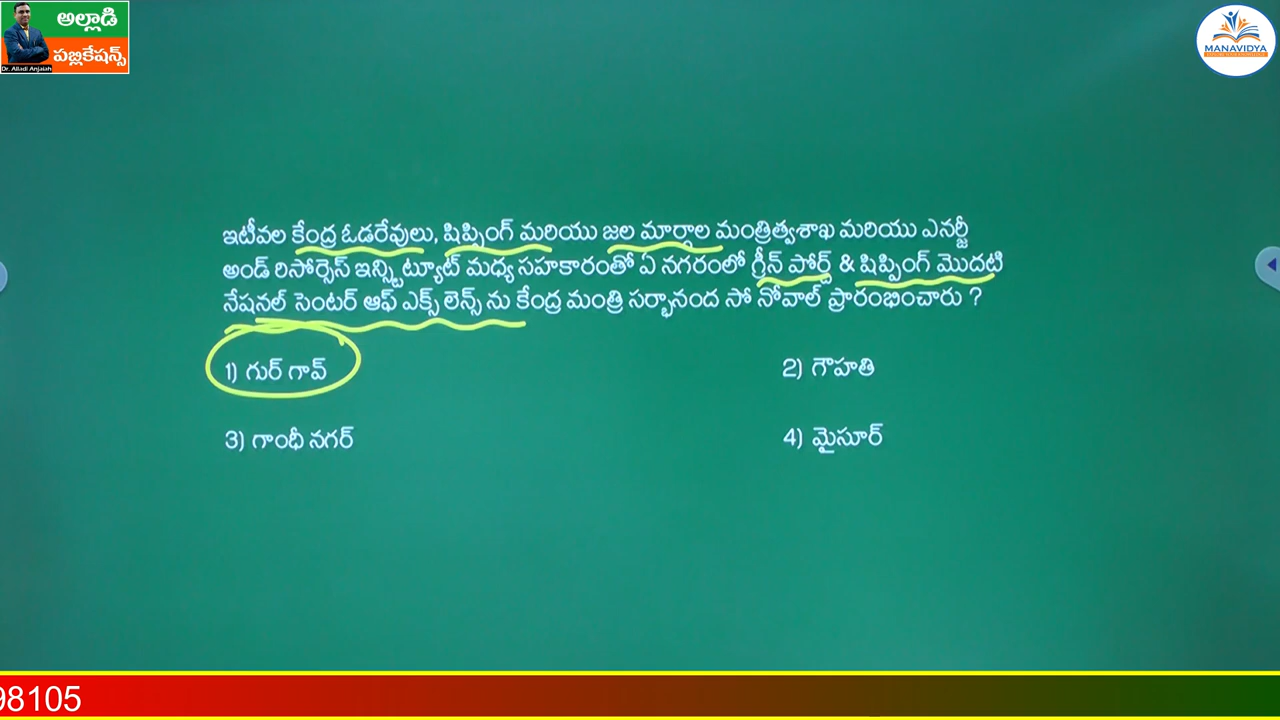 అల్లాడి
పబ్లికేషన్స్
Dr. Alladi Anjaiah
MANAVIDYA
ఇటీవల కేంద్ర ఓడరేవులు, షిప్పింగ్ మరియు జల మార్గాల మంత్రిత్వశాఖ మరియు ఎనర్జీ
అండ్ రిసోర్సెస్ ఇన్స్టిట్యూట్ మధ్య సహకారంతో ఏ నగరంలో గ్రీన్ పోర్ట్ & షిప్పింగ్ మొదటి
నేషనల్ సెంటర్ ఆఫ్ ఎక్స్ లెన్స్ ను కేంద్ర మంత్రి సర్భానంద సో నోవాల్ ప్రారంభించారు ?
1) గుర్ గావ్
2) గౌహతి
3) గాంధీ నగర్
4) మైసూర్
98105